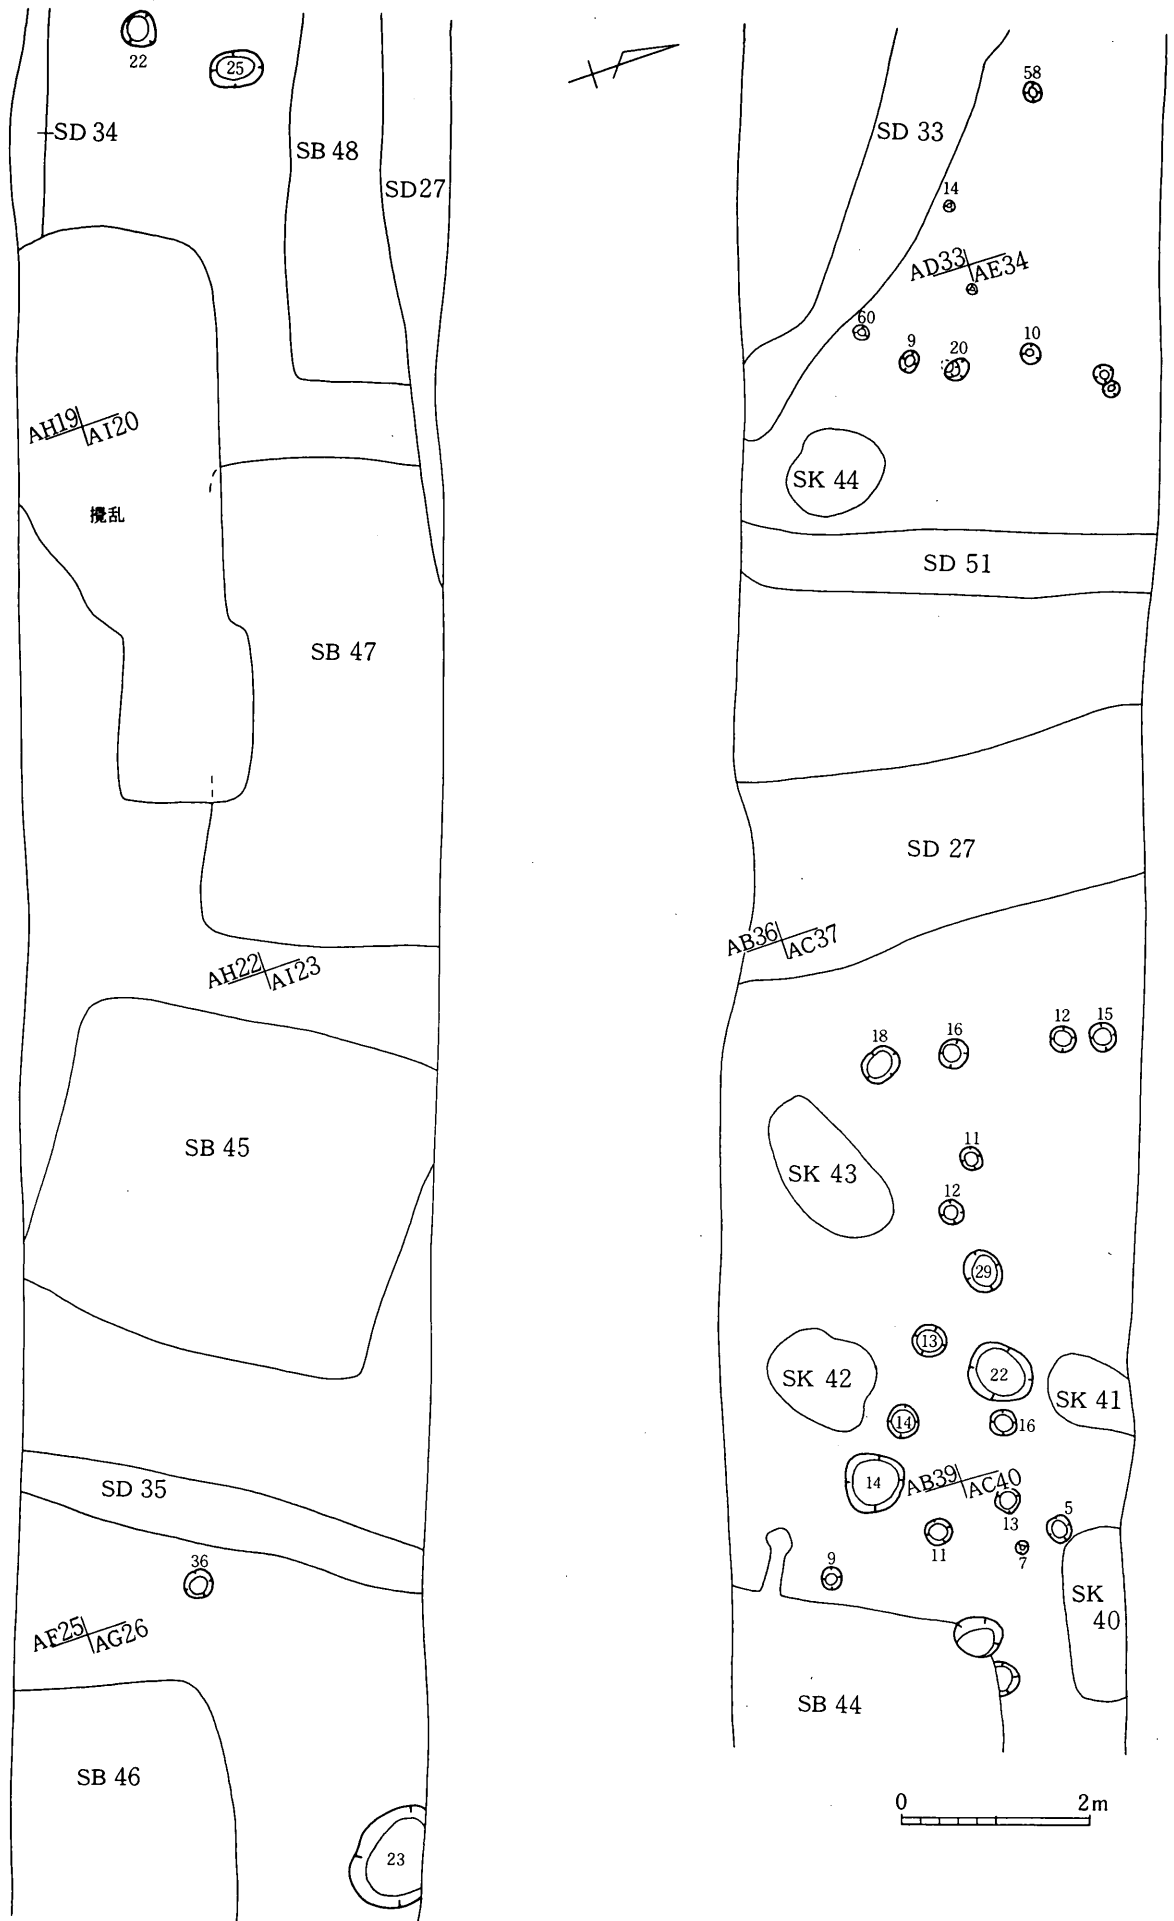 22
25
SD 34
SB 48
SD27
AH19
AI20
攪乱
SB 47
AH22
AI23
SB 45
SD 35
36
AF25
AG26
SB 46
23
58
SD 33
14
AD33
AE34
60
9
20
10
SK 44
SD 51
SD 27
AB36
AC37
18
16
12
15
11
SK 43
12
29
13
22
SK 42
SK 41
14
16
14
AB39
AC40
13
5
11
7
9
SK
40
SB 44
0
2m